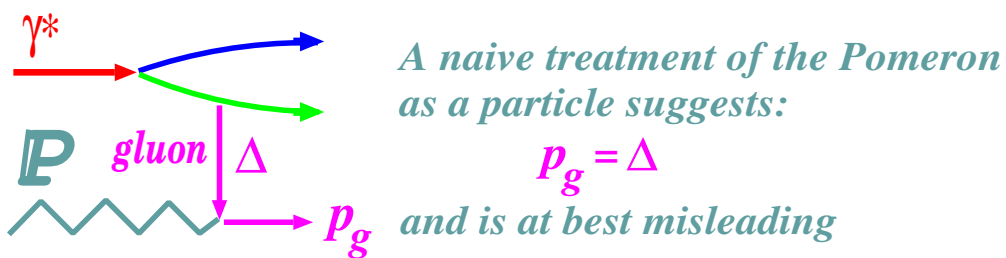 γ*
A naive treatment of the Pomeron
as a particle suggests:
ℙ
gluon Δ
p_g = Δ
p_g
and is at best misleading